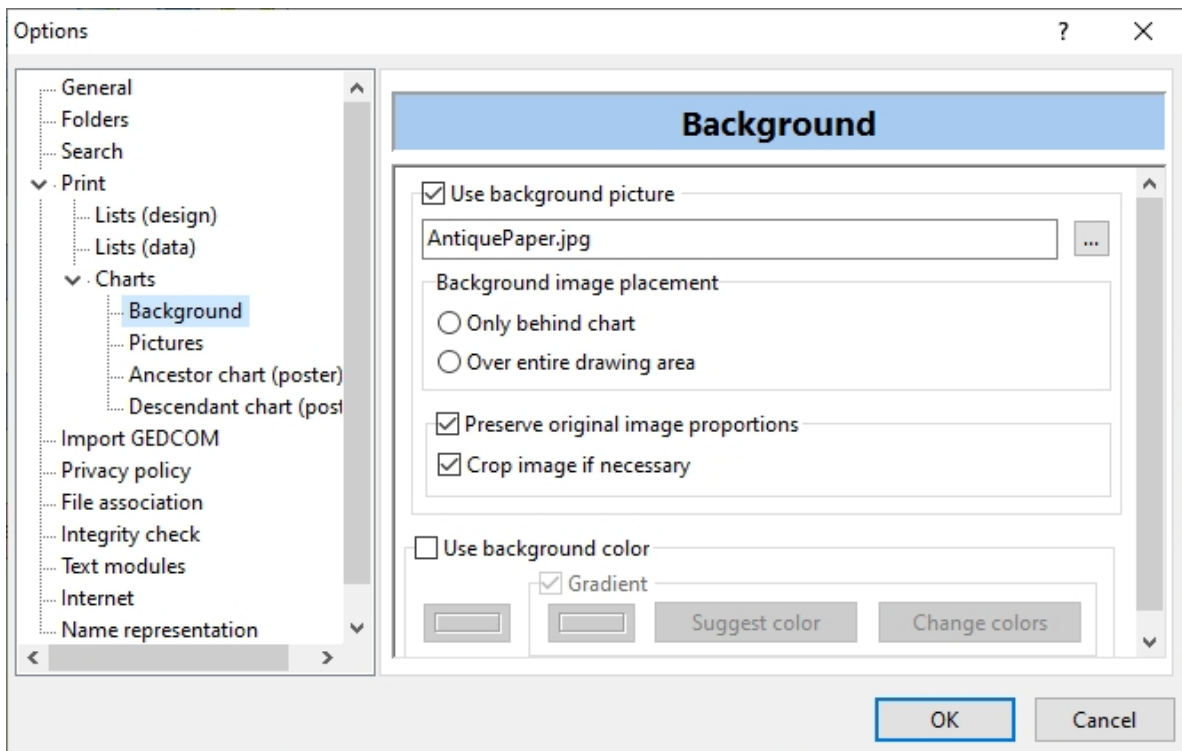 Options
General
Folders
Search
Print
Lists (design)
Lists (data)
Charts
Background
Pictures
Ancestor chart (poster)
Descendant chart (post
Import GEDCOM
Privacy policy
File association
Integrity check
Text modules
Internet
Name representation
Background
Use background picture
AntiquePaper.jpg
...
Background image placement
Only behind chart
Over entire drawing area
Preserve original image proportions
Crop image if necessary
Use background color
Gradient
Suggest color Change colors
OK Cancel